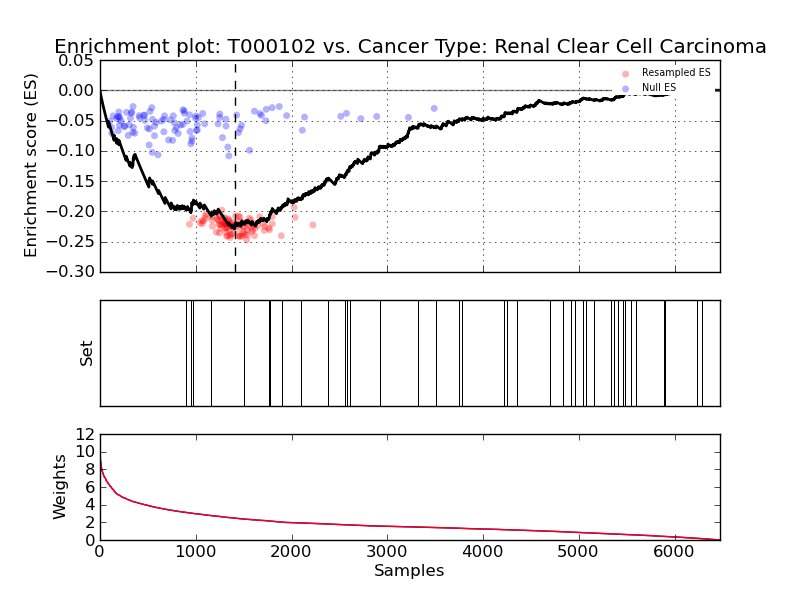 Enrichment plot: T000102 vs. Cancer Type: Renal Clear Cell Carcinoma
Enrichment score (ES)
0.05
0.00
−0.05
−0.10
−0.15
−0.20
−0.25
−0.30
Resampled ES
Null ES
Set
Weights
12
10
8
6
4
2
0
0 1000 2000 3000 4000 5000 6000
Samples